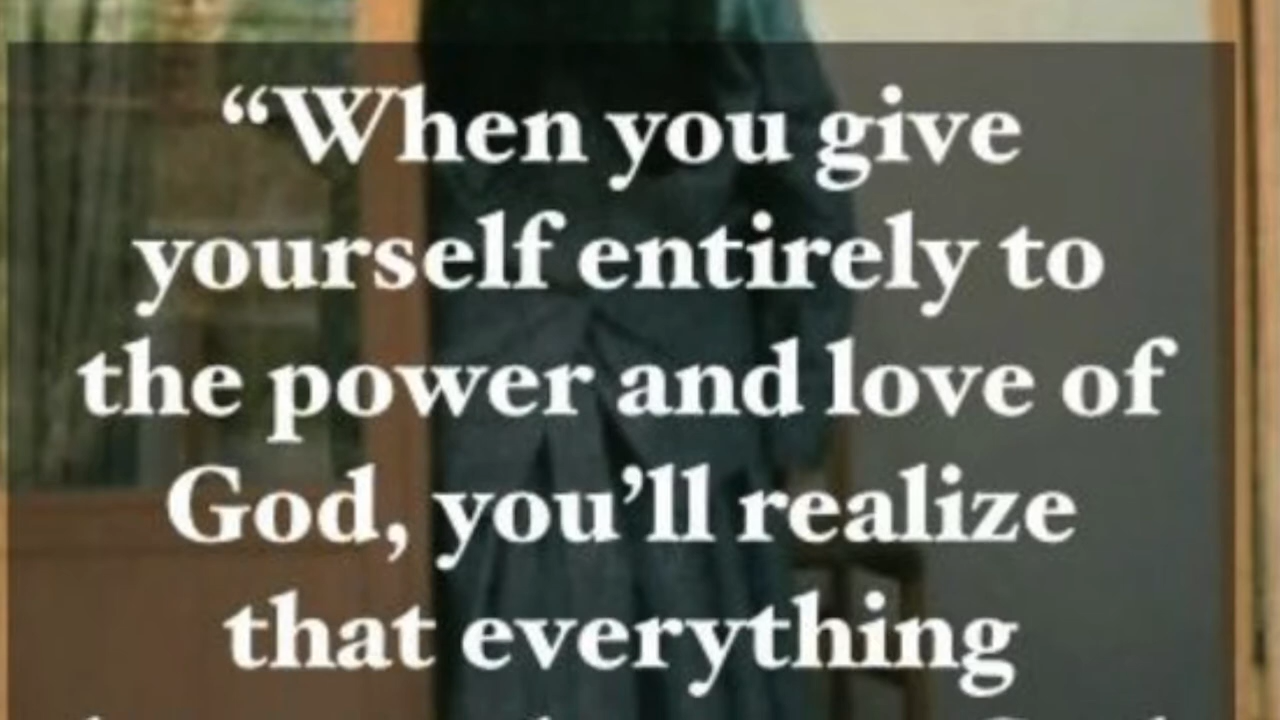 “When you give
yourself entirely to
the power and love of
God, you’ll realize
that everything